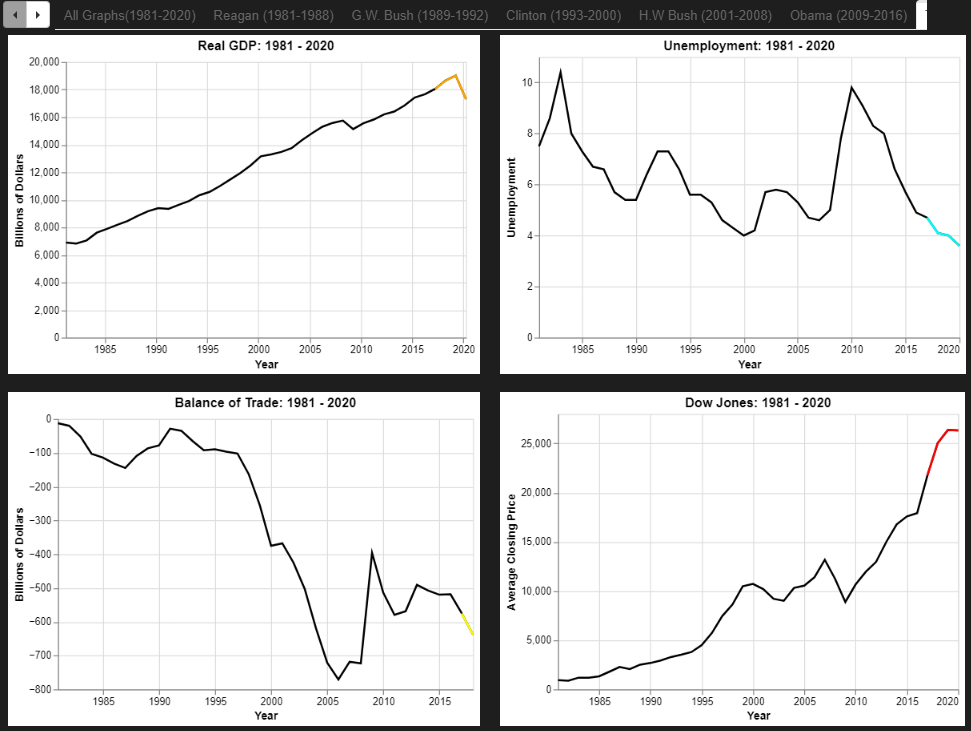 All Graphs(1981-2020) Reagan (1981-1988) G.W. Bush (1989-1992) Clinton (1993-2000) H.W Bush (2001-2008) Obama (2009-2016)
Real GDP: 1981 - 2020
20,000
18,000
16,000
14,000
12,000
10,000
8,000
6,000
4,000
2,000
0
Billions of Dollars
1985 1990 1995 2000 2005 2010 2015 2020
Year
Unemployment: 1981 - 2020
10
8
6
4
2
0
Unemployment
1985 1990 1995 2000 2005 2010 2015 2020
Year
Balance of Trade: 1981 - 2020
0
−100
−200
−300
−400
−500
−600
−700
−800
Billions of Dollars
1985 1990 1995 2000 2005 2010 2015
Year
Dow Jones: 1981 - 2020
25,000
20,000
15,000
10,000
5,000
0
Average Closing Price
1985 1990 1995 2000 2005 2010 2015 2020
Year